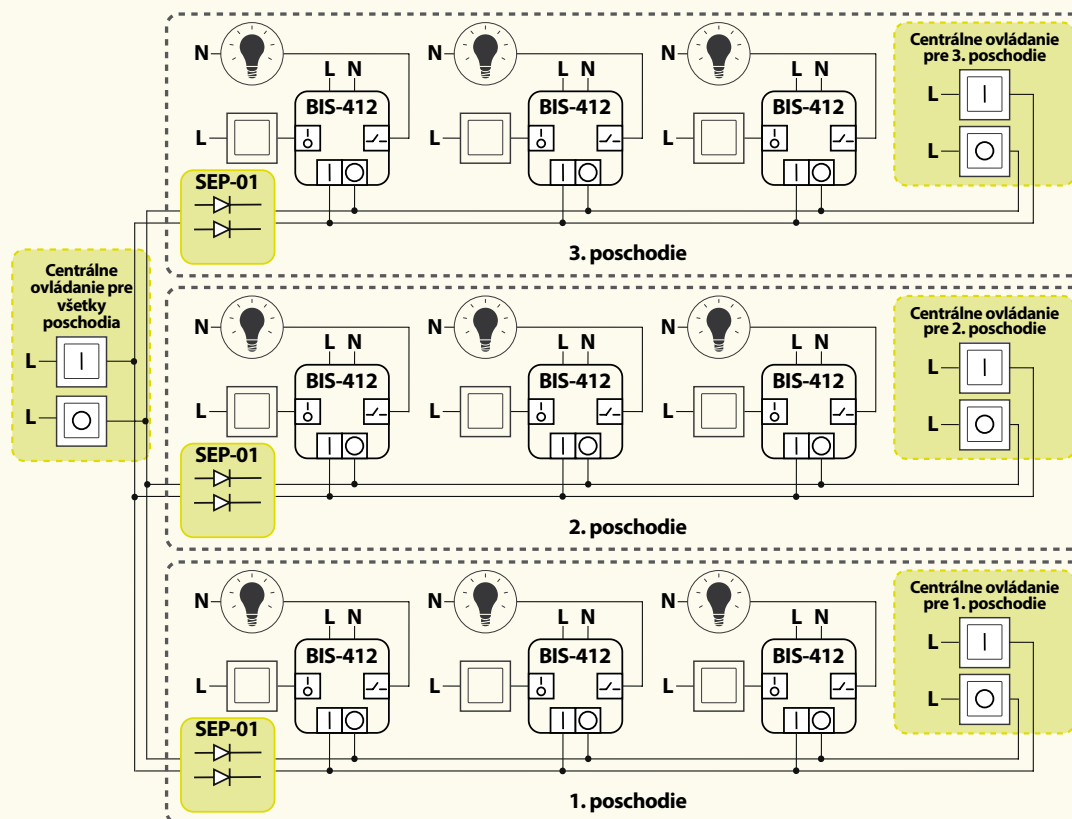 N
N
N
Centrálne ovládanie
pre 3. poschodie
L N
L N
L N
BIS-412
BIS-412
BIS-412
L
L
L
L
L
SEP-01
3. poschodie
Centrálne
ovládanie pre
všetky
poschodia
L
L
N
N
N
Centrálne ovládanie
pre 2. poschodie
L N
L N
L N
BIS-412
BIS-412
BIS-412
L
L
L
L
L
SEP-01
2. poschodie
N
N
N
Centrálne ovládanie
pre 1. poschodie
L N
L N
L N
BIS-412
BIS-412
BIS-412
L
L
L
L
L
SEP-01
1. poschodie